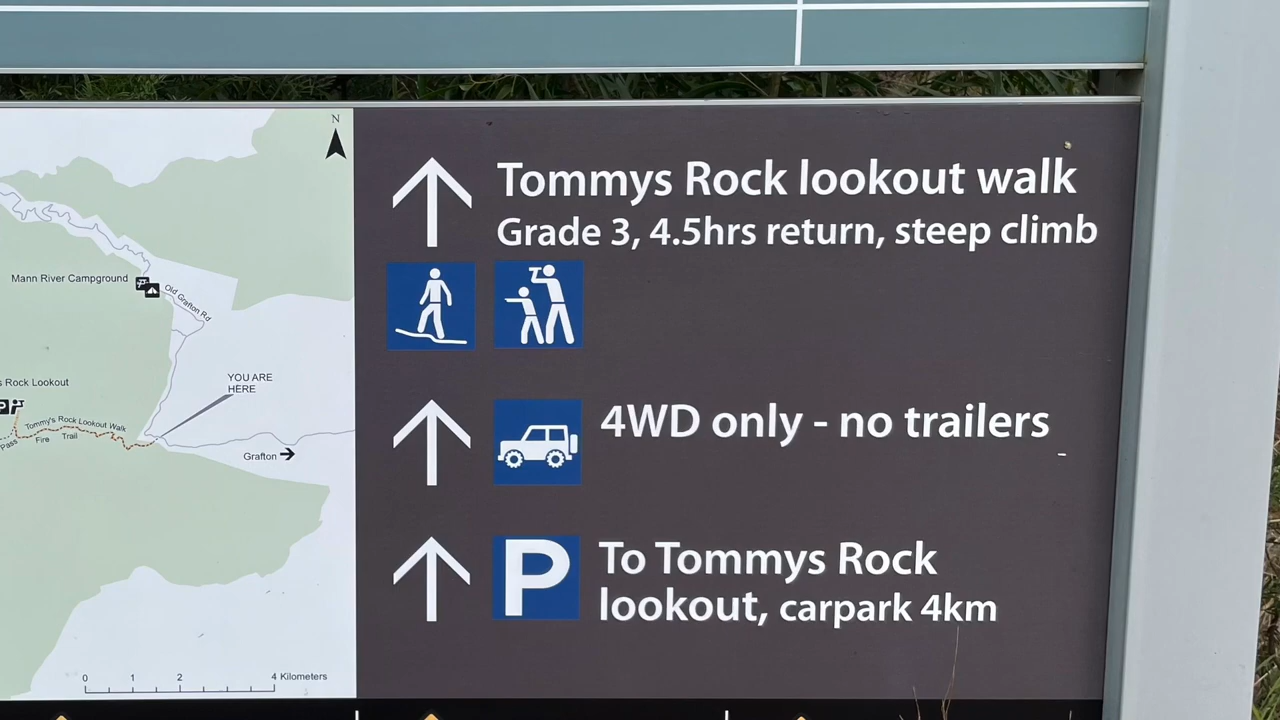 N
Mann River Campground
Old Grafton Rd
YOU ARE
HERE
s Rock Lookout
Tommy's Rock Lookout Walk
Pass
Fire Trail
Grafton
0 1 2 4 Kilometers
Tommys Rock lookout walk
Grade 3, 4.5hrs return, steep climb
4WD only - no trailers
P
To Tommys Rock
lookout, carpark 4km